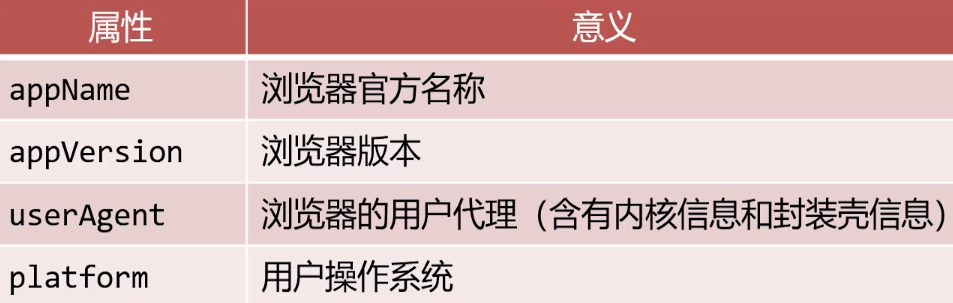 属性 意义
appName 浏览器官方名称
appVersion 浏览器版本
userAgent 浏览器的用户代理（含有内核信息和封装壳信息）
platform 用户操作系统